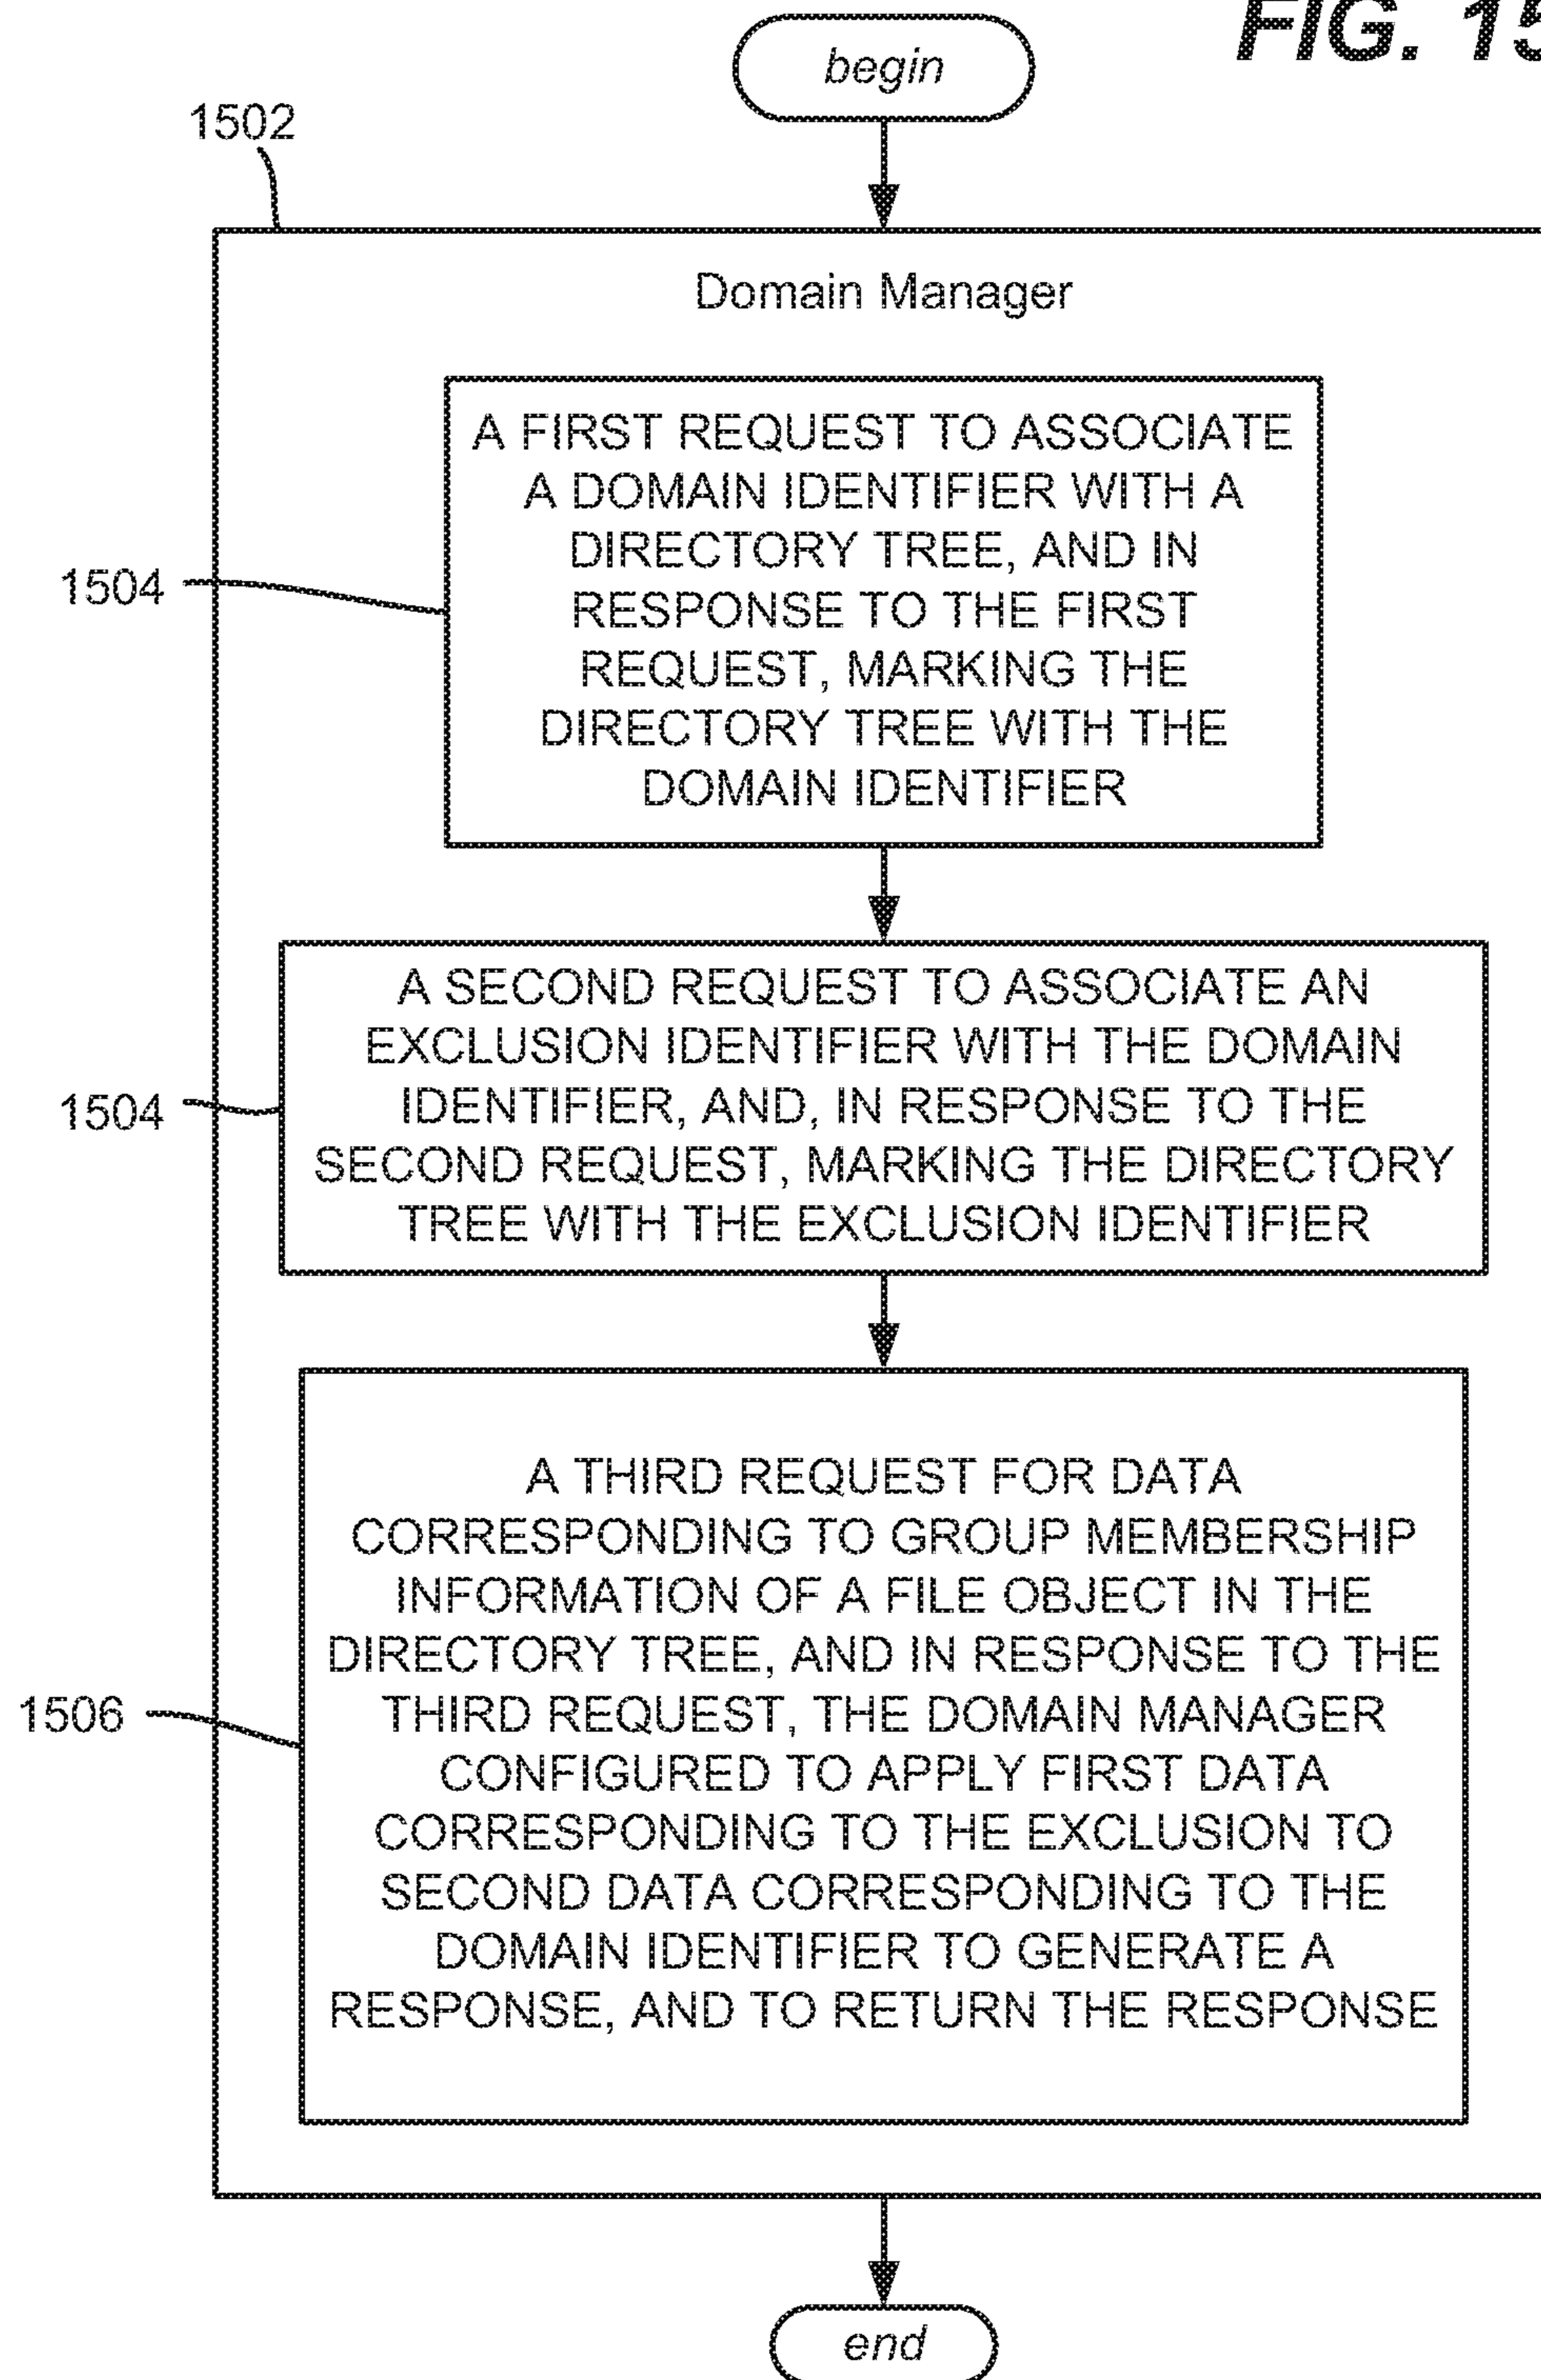 FIG. 15
begin
1502
Domain Manager
A FIRST REQUEST TO ASSOCIATE
A DOMAIN IDENTIFIER WITH A
DIRECTORY TREE, AND IN
RESPONSE TO THE FIRST
REQUEST, MARKING THE
DIRECTORY TREE WITH THE
DOMAIN IDENTIFIER
1504
A SECOND REQUEST TO ASSOCIATE AN
EXCLUSION IDENTIFIER WITH THE DOMAIN
IDENTIFIER, AND, IN RESPONSE TO THE
SECOND REQUEST, MARKING THE DIRECTORY
TREE WITH THE EXCLUSION IDENTIFIER
1504
A THIRD REQUEST FOR DATA
CORRESPONDING TO GROUP MEMBERSHIP
INFORMATION OF A FILE OBJECT IN THE
DIRECTORY TREE, AND IN RESPONSE TO THE
THIRD REQUEST, THE DOMAIN MANAGER
CONFIGURED TO APPLY FIRST DATA
CORRESPONDING TO THE EXCLUSION TO
SECOND DATA CORRESPONDING TO THE
DOMAIN IDENTIFIER TO GENERATE A
RESPONSE, AND TO RETURN THE RESPONSE
1506
end